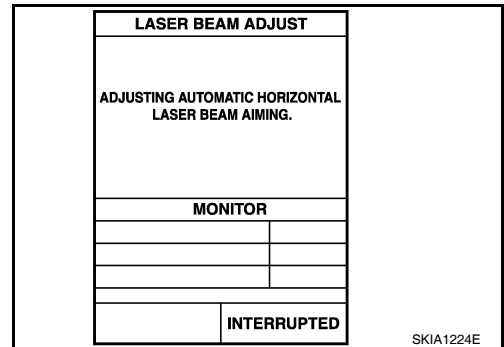 LASER BEAM ADJUST
ADJUSTING AUTOMATIC HORIZONTAL
LASER BEAM AIMING.
MONITOR
INTERRUPTED
SKIA1224E